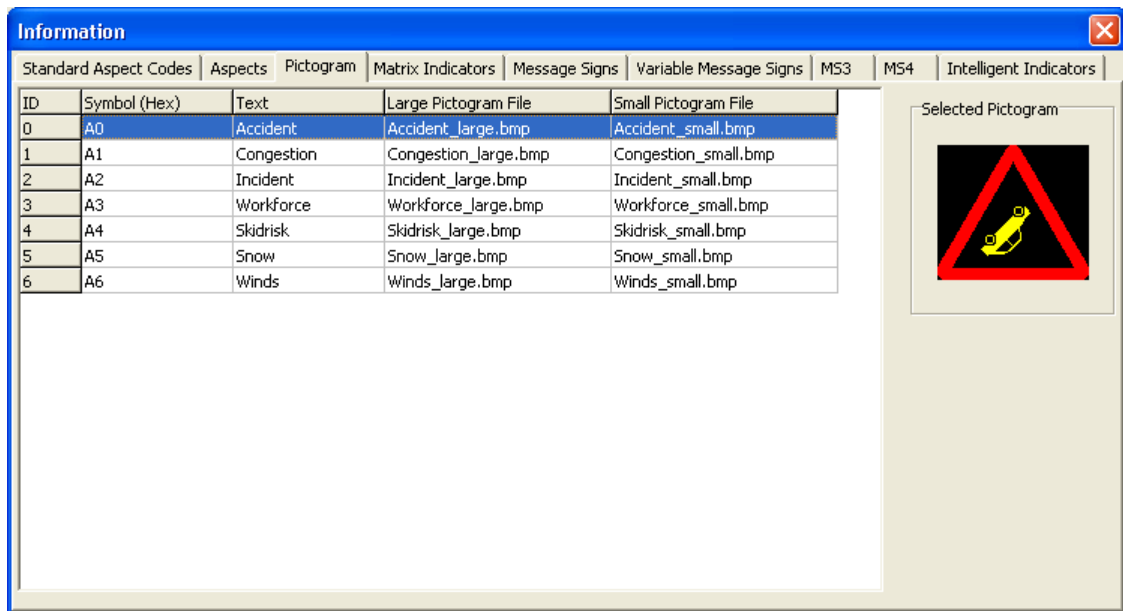 Information
Standard Aspect Codes Aspects Pictogram Matrix Indicators Message Signs Variable Message Signs MS3 MS4 Intelligent Indicators
ID Symbol (Hex) Text Large Pictogram File Small Pictogram File
0 A0 Accident Accident_large.bmp Accident_small.bmp
1 A1 Congestion Congestion_large.bmp Congestion_small.bmp
2 A2 Incident Incident_large.bmp Incident_small.bmp
3 A3 Workforce Workforce_large.bmp Workforce_small.bmp
4 A4 Skidrisk Skidrisk_large.bmp Skidrisk_small.bmp
5 A5 Snow Snow_large.bmp Snow_small.bmp
6 A6 Winds Winds_large.bmp Winds_small.bmp
Selected Pictogram